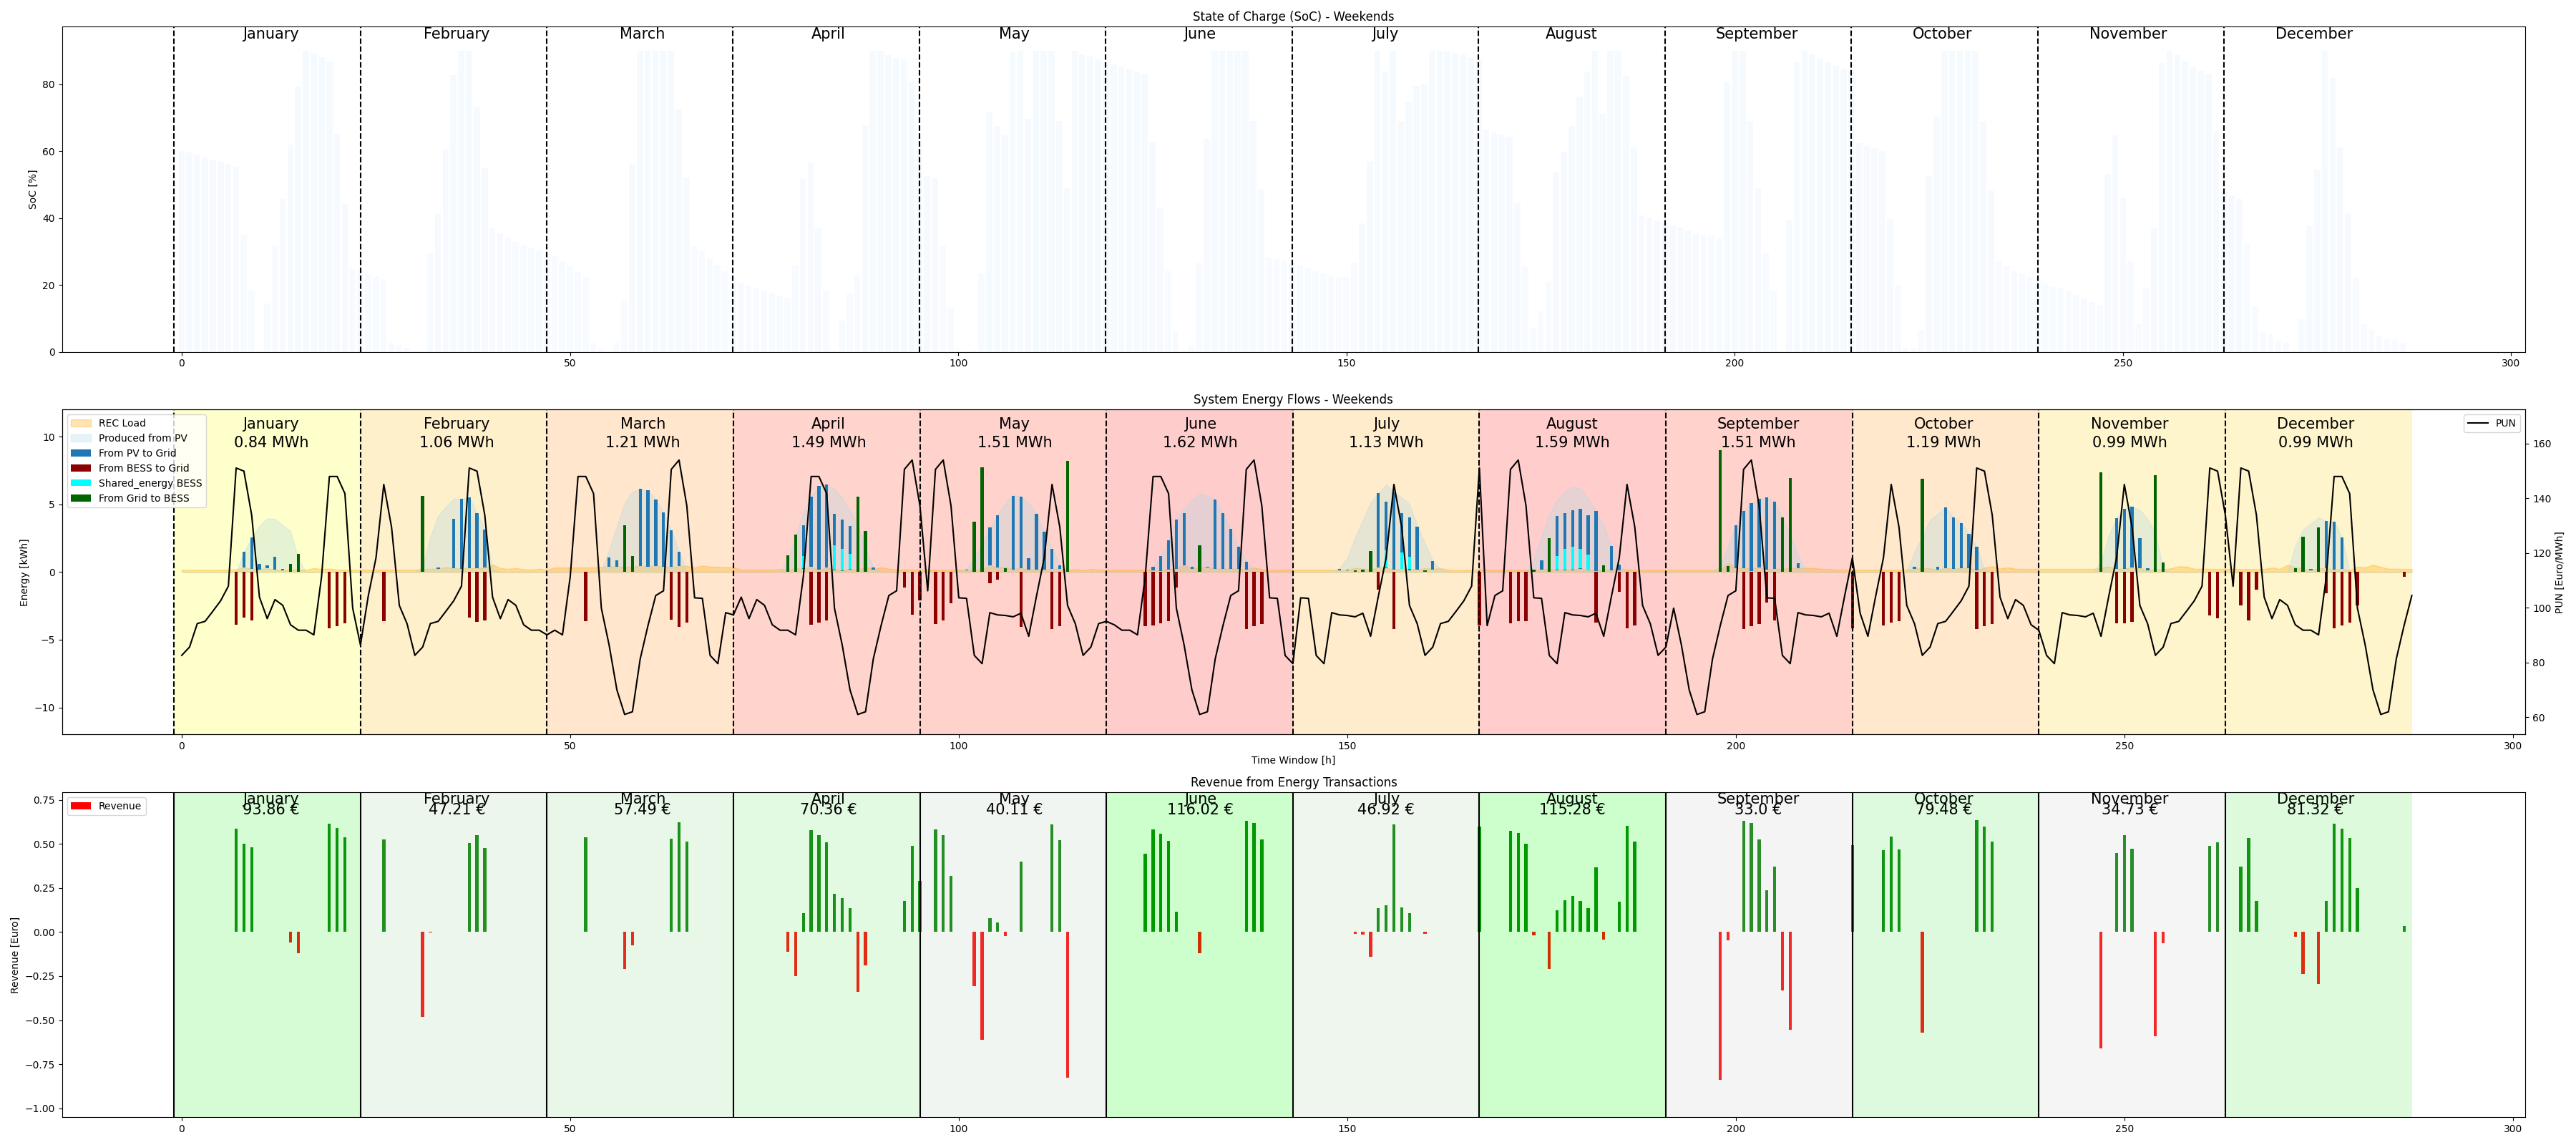 State of Charge (SoC) - Weekends
January February March April May June July August September October November December
80
60
40
20
0
SoC [%]
0 50 100 150 200 250 300
System Energy Flows - Weekends
January February March April May June July August September October November December
0.84 MWh 1.06 MWh 1.21 MWh 1.49 MWh 1.51 MWh 1.62 MWh 1.13 MWh 1.59 MWh 1.51 MWh 1.19 MWh 0.99 MWh 0.99 MWh
REC Load
Produced from PV
From PV to Grid
From BESS to Grid
Shared_energy BESS
From Grid to BESS
PUN
10
5
0
−5
−10
Energy [kWh]
160
140
120
100
80
60
PUN [Euro/MWh]
0 50 100 150 200 250 300
Time Window [h]
Revenue from Energy Transactions
January February March April May June July August September October November December
93.86 € 47.21 € 57.49 € 70.36 € 40.11 € 116.02 € 46.92 € 115.28 € 33.0 € 79.48 € 34.73 € 81.32 €
Revenue
0.75
0.50
0.25
0.00
−0.25
−0.50
−0.75
−1.00
Revenue [Euro]
0 50 100 150 200 250 300